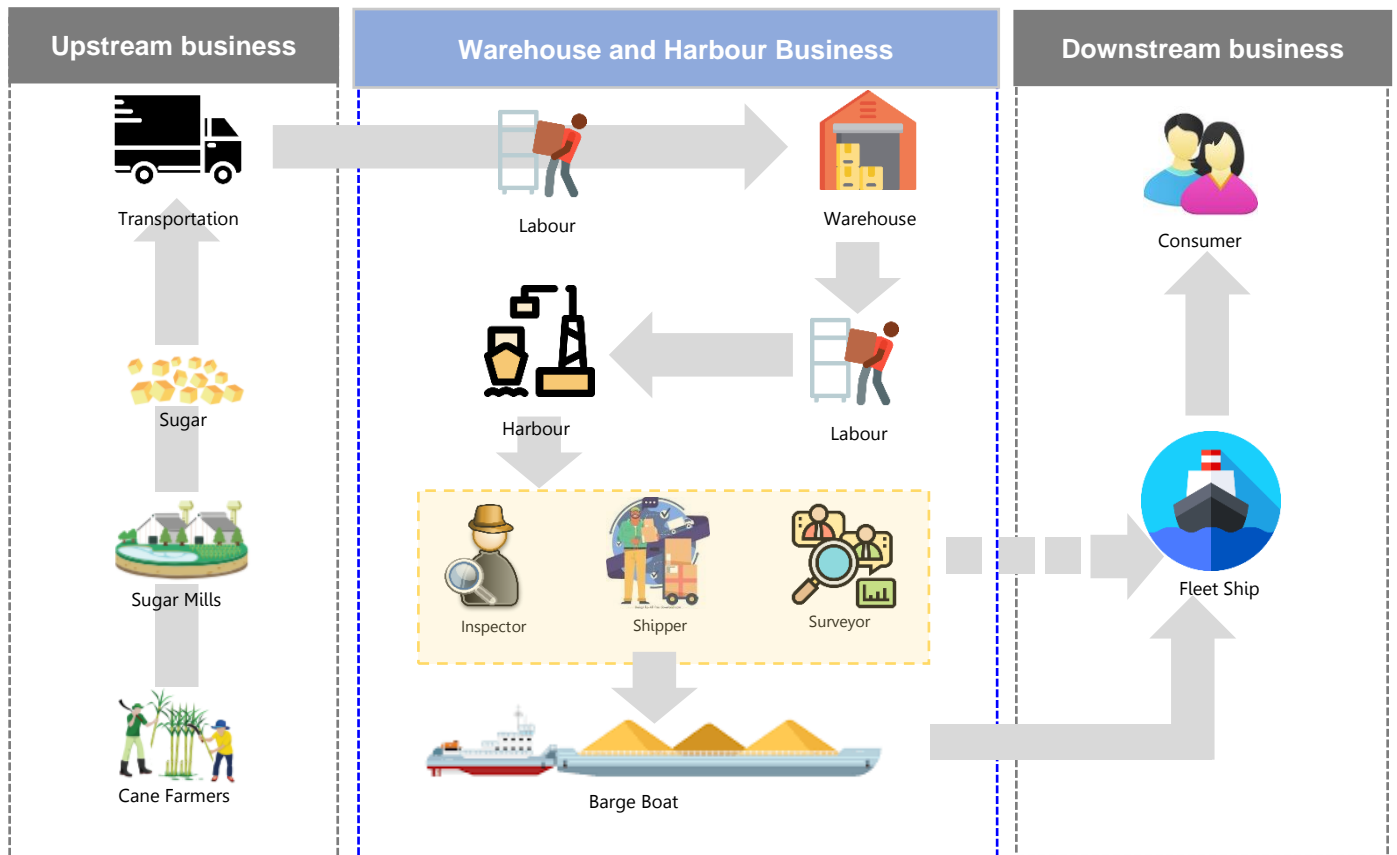 Upstream business
Warehouse and Harbour Business
Downstream business
Transportation
Labour
Warehouse
Consumer
Sugar
Harbour
Labour
Sugar Mills
Fleet Ship
Inspector
Shipper
Surveyor
Cane Farmers
Barge Boat